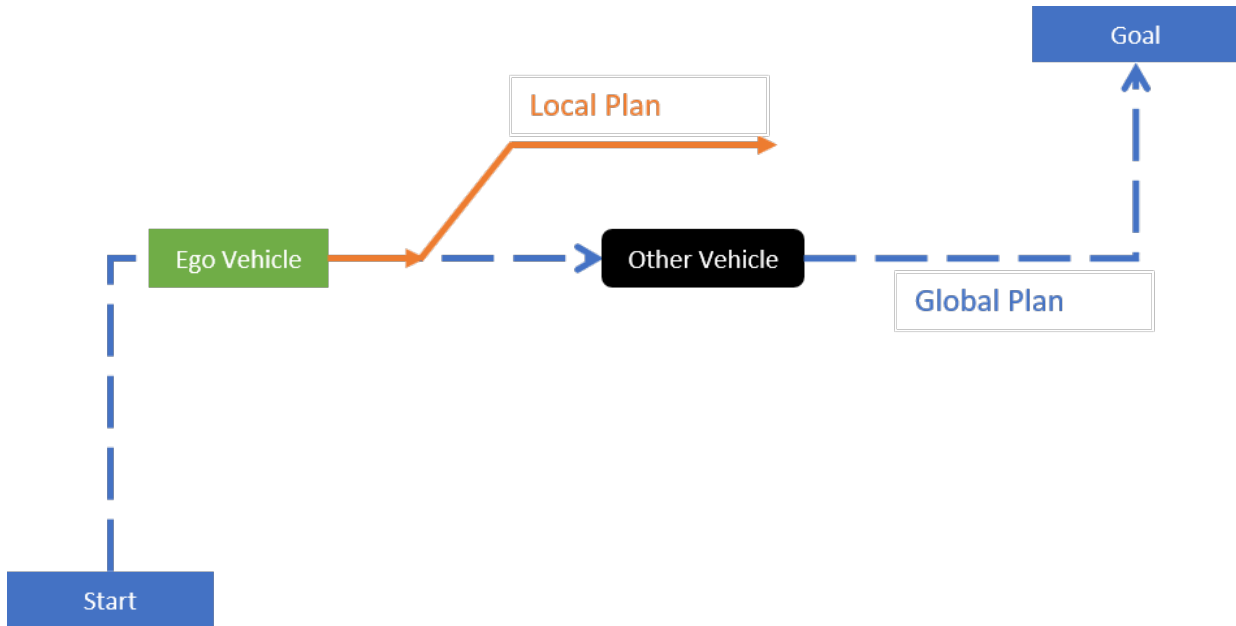 Goal
Local Plan
Ego Vehicle
Other Vehicle
Global Plan
Start